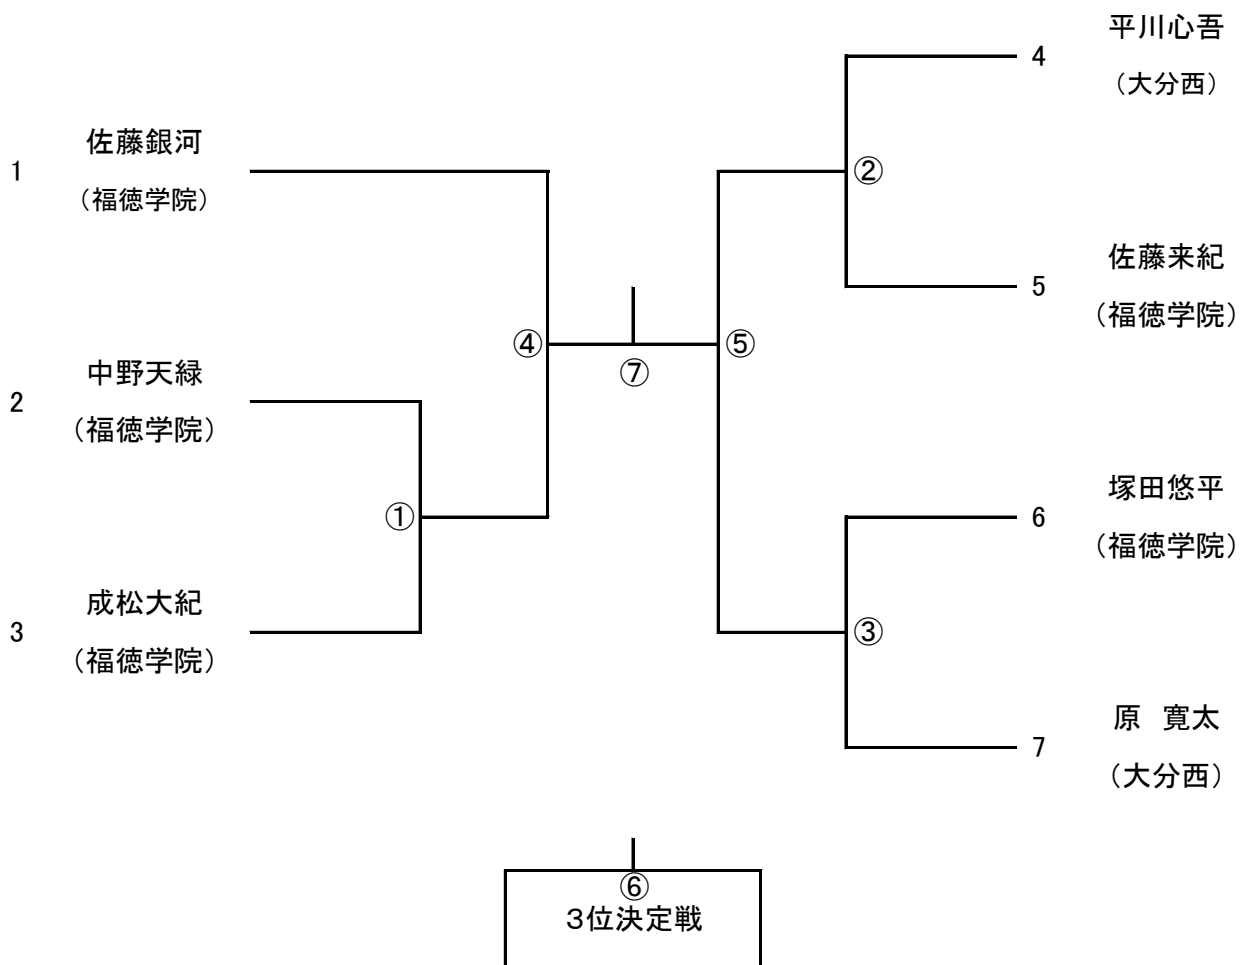 1
佐藤銀河
（福徳学院）
2
中野天緑
（福徳学院）
3
成松大紀
（福徳学院）
①
④
⑦
⑤
②
③
平川心吾
4
（大分西）
佐藤来紀
5
（福徳学院）
塚田悠平
6
（福徳学院）
原　寛太
7
（大分西）
⑥
３位決定戦